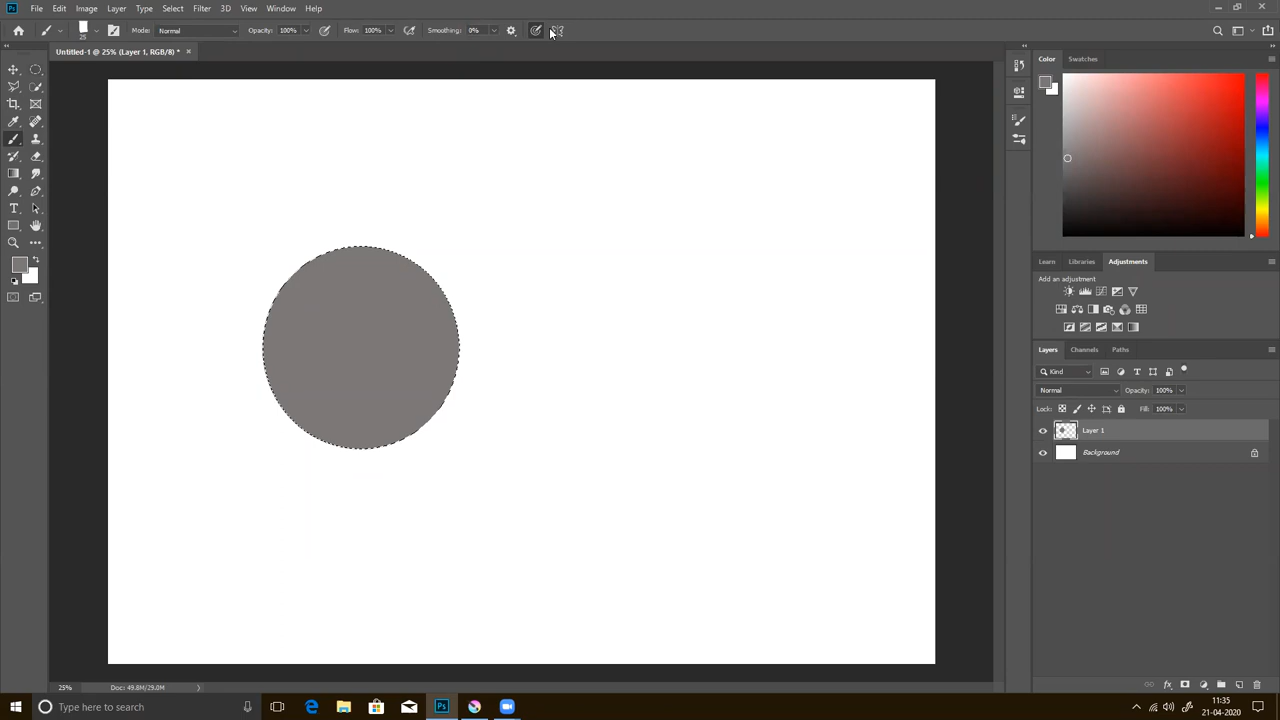 Ps File Edit Image Layer Type Select Filter 3D View Window Help
25 Mode: Normal Opacity: 100% Flow: 100% Smoothing: 0%
Untitled-1 @ 25% (Layer 1, RGB/8) *
Color Swatches
Learn Libraries Adjustments
Add an adjustment
Layers Channels Paths
Kind
Normal Opacity: 100%
Lock: Fill: 100%
Layer 1
Background
25% Doc: 49.8M/29.0M
Type here to search
Ps
11:35
21-04-2020